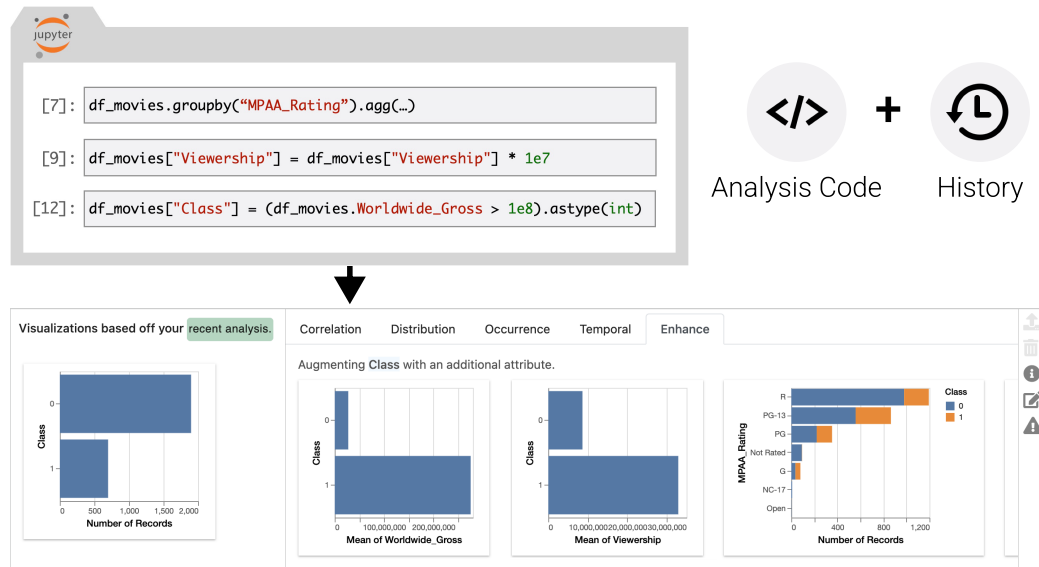 jupyter
[7]: df_movies.groupby(“MPAA_Rating”).agg(…)
[9]: df_movies["Viewership"] = df_movies["Viewership"] * 1e7
[12]: df_movies["Class"] = (df_movies.Worldwide_Gross > 1e8).astype(int)
</> +
Analysis Code History
Visualizations based off your recent analysis.
Class
0
1
0 500 1,000 1,500 2,000
Number of Records
Correlation Distribution Occurrence Temporal Enhance
Augmenting Class with an additional attribute.
Class
0
1
0 100,000,000 200,000,000
Mean of Worldwide_Gross
Class
0
1
0 10,000,00020,000,00030,000,000
Mean of Viewership
MPAA_Rating
R
PG-13
PG
Not Rated
G
NC-17
Open
0 400 800 1,200
Number of Records
Class
0
1